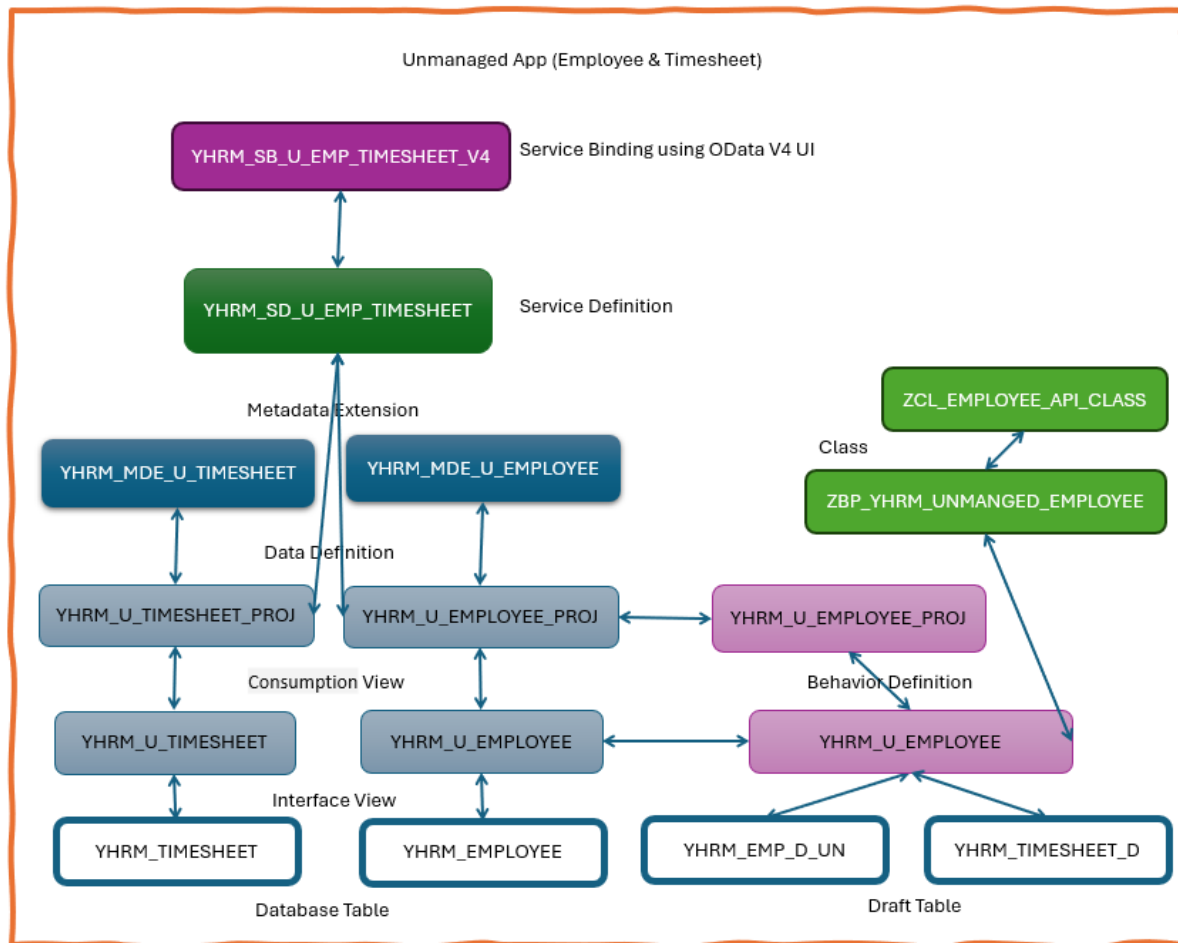 Unmanaged App (Employee & Timesheet)
YHRM_SB_U_EMP_TIMESHEET_V4
Service Binding using OData V4 UI
YHRM_SD_U_EMP_TIMESHEET
Service Definition
ZCL_EMPLOYEE_API_CLASS
Metadata Extension
Class
YHRM_MDE_U_TIMESHEET
YHRM_MDE_U_EMPLOYEE
ZBP_YHRM_UNMANGED_EMPLOYEE
Data Definition
YHRM_U_TIMESHEET_PROJ
YHRM_U_EMPLOYEE_PROJ
YHRM_U_EMPLOYEE_PROJ
Consumption View
Behavior Definition
YHRM_U_TIMESHEET
YHRM_U_EMPLOYEE
YHRM_U_EMPLOYEE
Interface View
YHRM_TIMESHEET
YHRM_EMPLOYEE
YHRM_EMP_D_UN
YHRM_TIMESHEET_D
Database Table
Draft Table